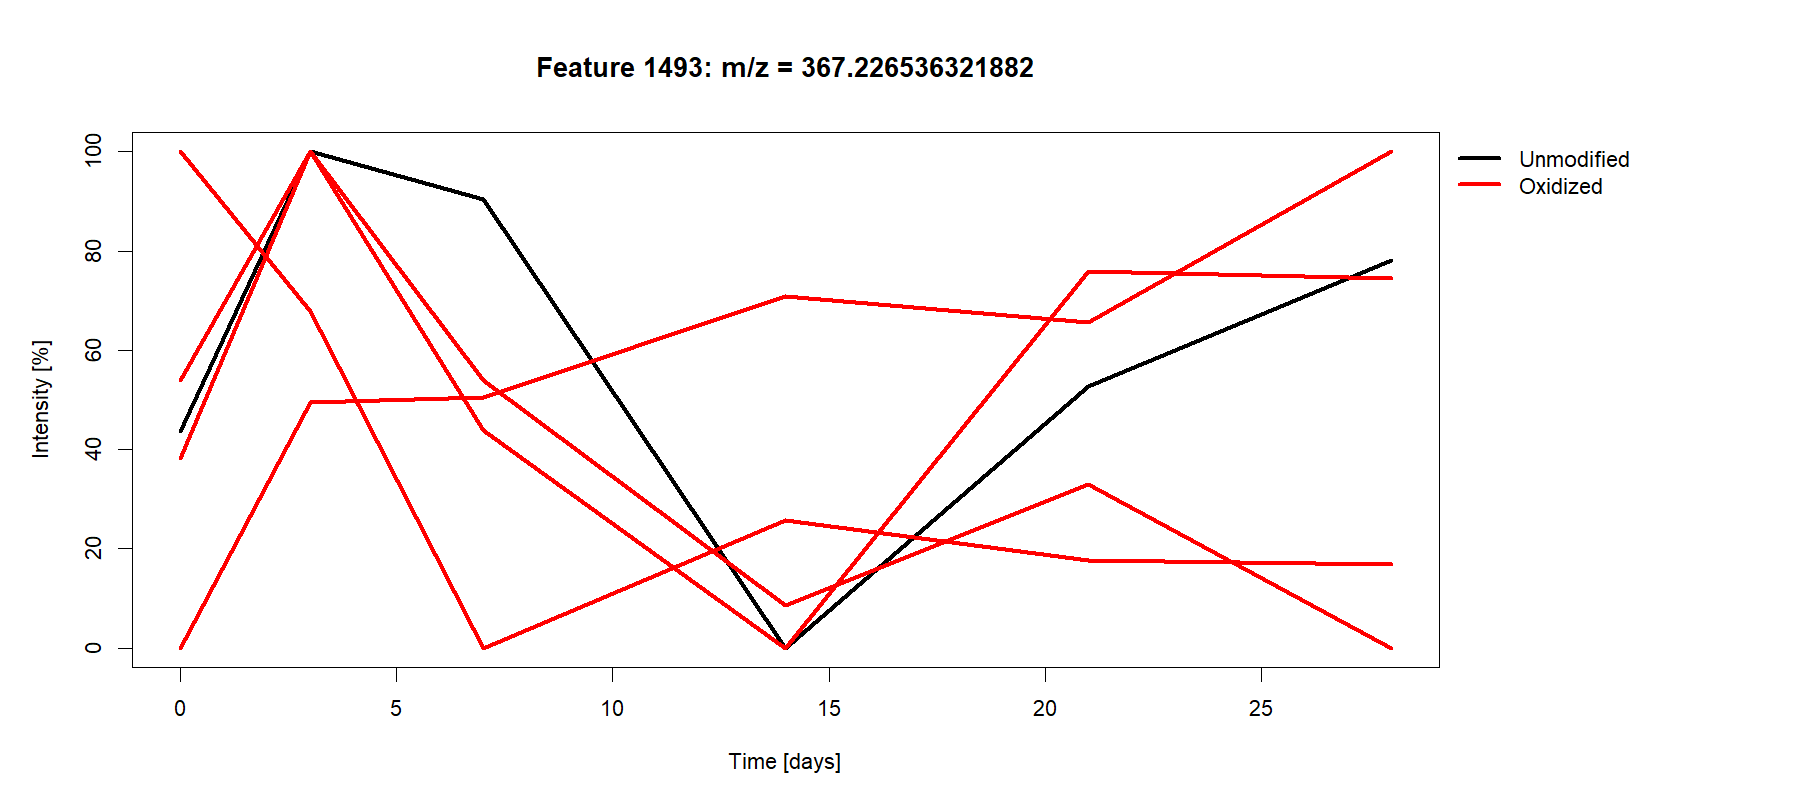 Feature 1493: m/z = 367.226536321882
Unmodified
Oxidized
Intensity [%]
100
80
60
40
20
0
0 5 10 15 20 25
Time [days]